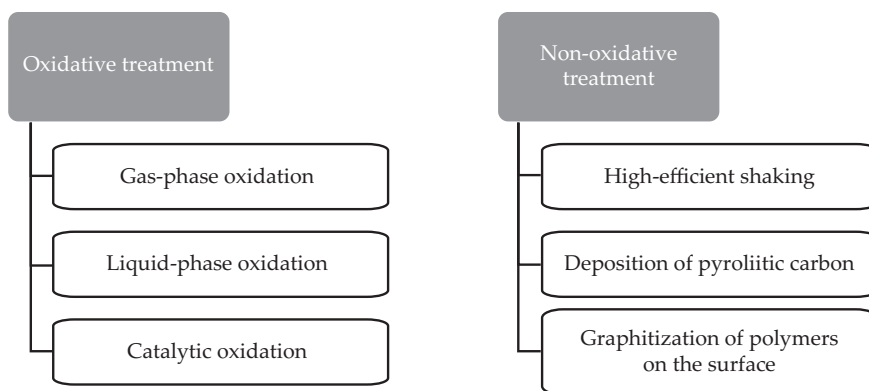 Oxidative treatment
Gas-phase oxidation
Liquid-phase oxidation
Catalytic oxidation
Non-oxidative
treatment
High-efficient shaking
Deposition of pyroliitic carbon
Graphitization of polymers
on the surface